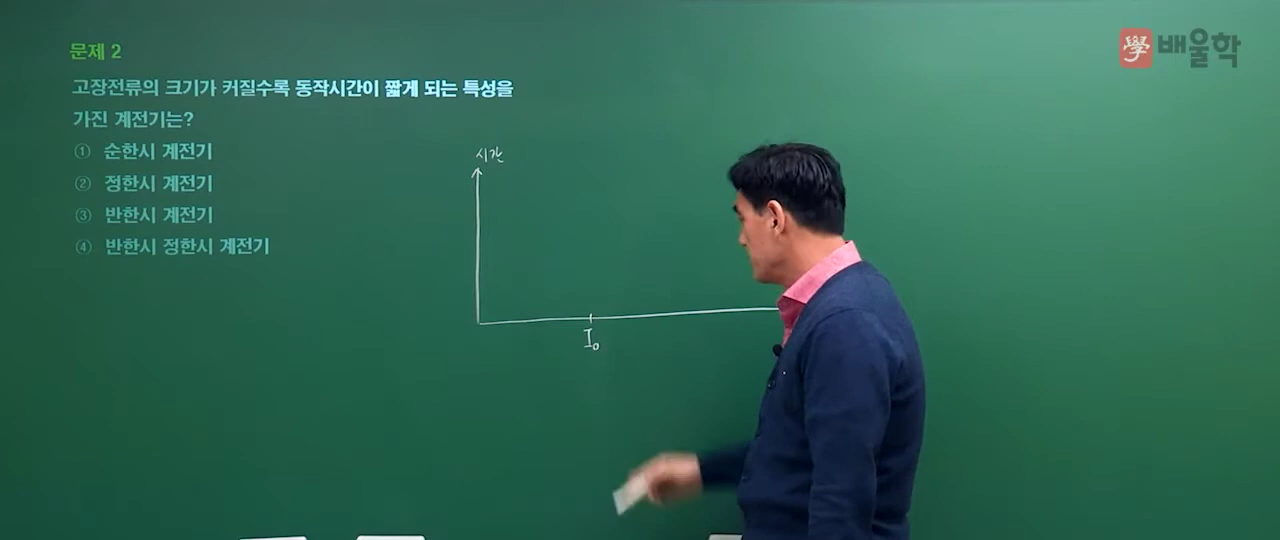 學 배울학
문제 2
고장전류의 크기가 커질수록 동작시간이 짧게 되는 특성을
가진 계전기는?
① 순한시 계전기
② 정한시 계전기
③ 반한시 계전기
④ 반한시 정한시 계전기
시간
I₀